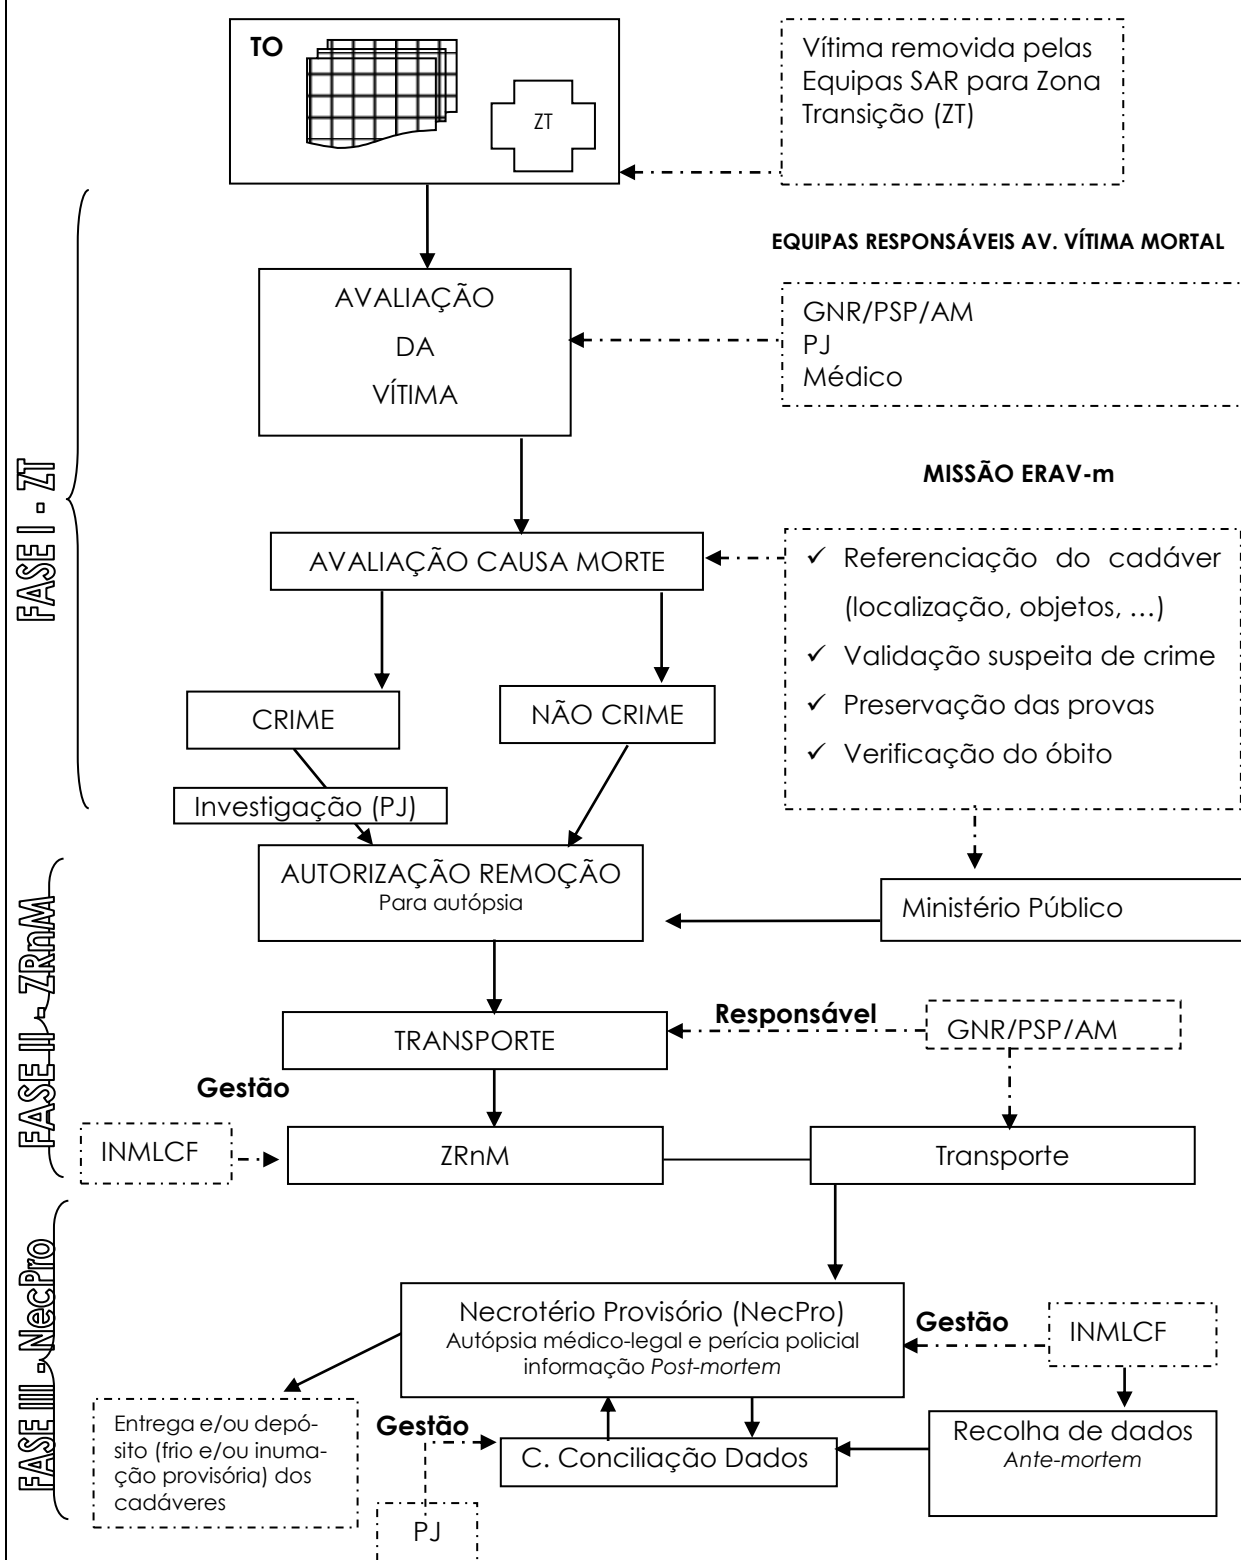 TO
ZT
Vítima removida pelas
Equipas SAR para Zona
Transição (ZT)
EQUIPAS RESPONSÁVEIS AV. VÍTIMA MORTAL
AVALIAÇÃO
DA
VÍTIMA
GNR/PSP/AM
PJ
Médico
FASE I - ZT
MISSÃO ERAV-m
AVALIAÇÃO CAUSA MORTE
✓ Referenciação do cadáver
(localização, objetos, ...)
✓ Validação suspeita de crime
✓ Preservação das provas
✓ Verificação do óbito
CRIME
NÃO CRIME
Investigação (PJ)
AUTORIZAÇÃO REMOÇÃO
Para autópsia
Ministério Público
FASE II - ZRnM
TRANSPORTE
Responsável
GNR/PSP/AM
Gestão
INMLCF
ZRnM
Transporte
FASE III - NecPro
Necrotério Provisório (NecPro)
Autópsia médico-legal e perícia policial
informação Post-mortem
Gestão
INMLCF
Entrega e/ou depó-
sito (frio e/ou inuma-
ção provisória) dos
cadáveres
Gestão
C. Conciliação Dados
Recolha de dados
Ante-mortem
PJ